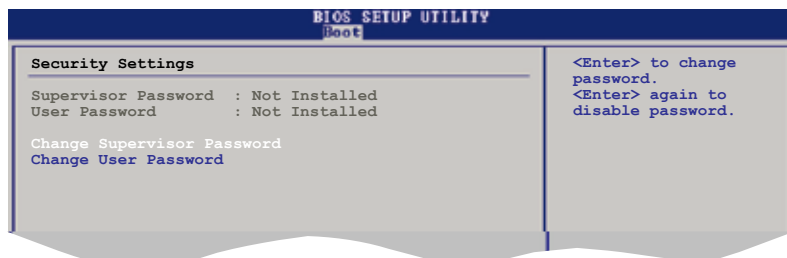 BIOS SETUP UTILITY
Boot
Security Settings
Supervisor Password : Not Installed
User Password : Not Installed
Change Supervisor Password
Change User Password
<Enter> to change
password.
<Enter> again to
disable password.